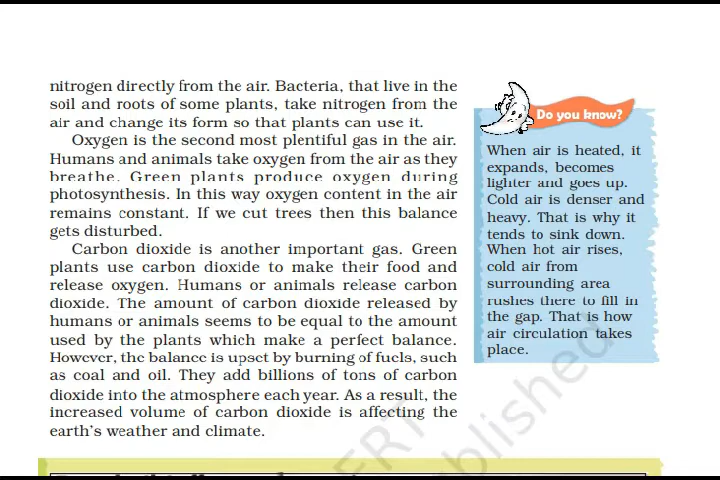 nitrogen directly from the air. Bacteria, that live in the
soil and roots of some plants, take nitrogen from the
air and change its form so that plants can use it.
Oxygen is the second most plentiful gas in the air.
Humans and animals take oxygen from the air as they
breathe. Green plants produce oxygen during
photosynthesis. In this way oxygen content in the air
remains constant. If we cut trees then this balance
gets disturbed.
Carbon dioxide is another important gas. Green
plants use carbon dioxide to make their food and
release oxygen. Humans or animals release carbon
dioxide. The amount of carbon dioxide released by
humans or animals seems to be equal to the amount
used by the plants which make a perfect balance.
However, the balance is upset by burning of fuels, such
as coal and oil. They add billions of tons of carbon
dioxide into the atmosphere each year. As a result, the
increased volume of carbon dioxide is affecting the
earth's weather and climate.
Do you know?
When air is heated, it
expands, becomes
lighter and goes up.
Cold air is denser and
heavy. That is why it
tends to sink down.
When hot air rises,
cold air from
surrounding area
rushes there to fill in
the gap. That is how
air circulation takes
place.